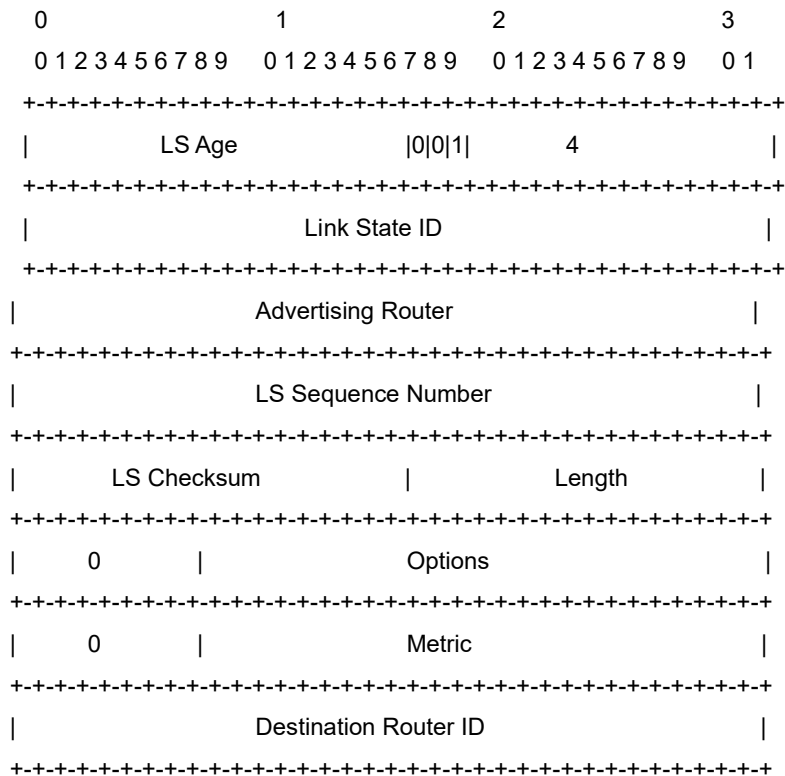 0 1 2 3
0 1 2 3 4 5 6 7 8 9 0 1 2 3 4 5 6 7 8 9 0 1 2 3 4 5 6 7 8 9 0 1
+-+-+-+-+-+-+-+-+-+-+-+-+-+-+-+-+-+-+-+-+-+-+-+-+-+-+-+-+-+-+-+-+
| LS Age |0|0|1| 4 |
+-+-+-+-+-+-+-+-+-+-+-+-+-+-+-+-+-+-+-+-+-+-+-+-+-+-+-+-+-+-+-+-+
| Link State ID |
+-+-+-+-+-+-+-+-+-+-+-+-+-+-+-+-+-+-+-+-+-+-+-+-+-+-+-+-+-+-+-+-+
| Advertising Router |
+-+-+-+-+-+-+-+-+-+-+-+-+-+-+-+-+-+-+-+-+-+-+-+-+-+-+-+-+-+-+-+-+
| LS Sequence Number |
+-+-+-+-+-+-+-+-+-+-+-+-+-+-+-+-+-+-+-+-+-+-+-+-+-+-+-+-+-+-+-+-+
| LS Checksum | Length |
+-+-+-+-+-+-+-+-+-+-+-+-+-+-+-+-+-+-+-+-+-+-+-+-+-+-+-+-+-+-+-+-+
| 0 | Options |
+-+-+-+-+-+-+-+-+-+-+-+-+-+-+-+-+-+-+-+-+-+-+-+-+-+-+-+-+-+-+-+-+
| 0 | Metric |
+-+-+-+-+-+-+-+-+-+-+-+-+-+-+-+-+-+-+-+-+-+-+-+-+-+-+-+-+-+-+-+-+
| Destination Router ID |
+-+-+-+-+-+-+-+-+-+-+-+-+-+-+-+-+-+-+-+-+-+-+-+-+-+-+-+-+-+-+-+-+